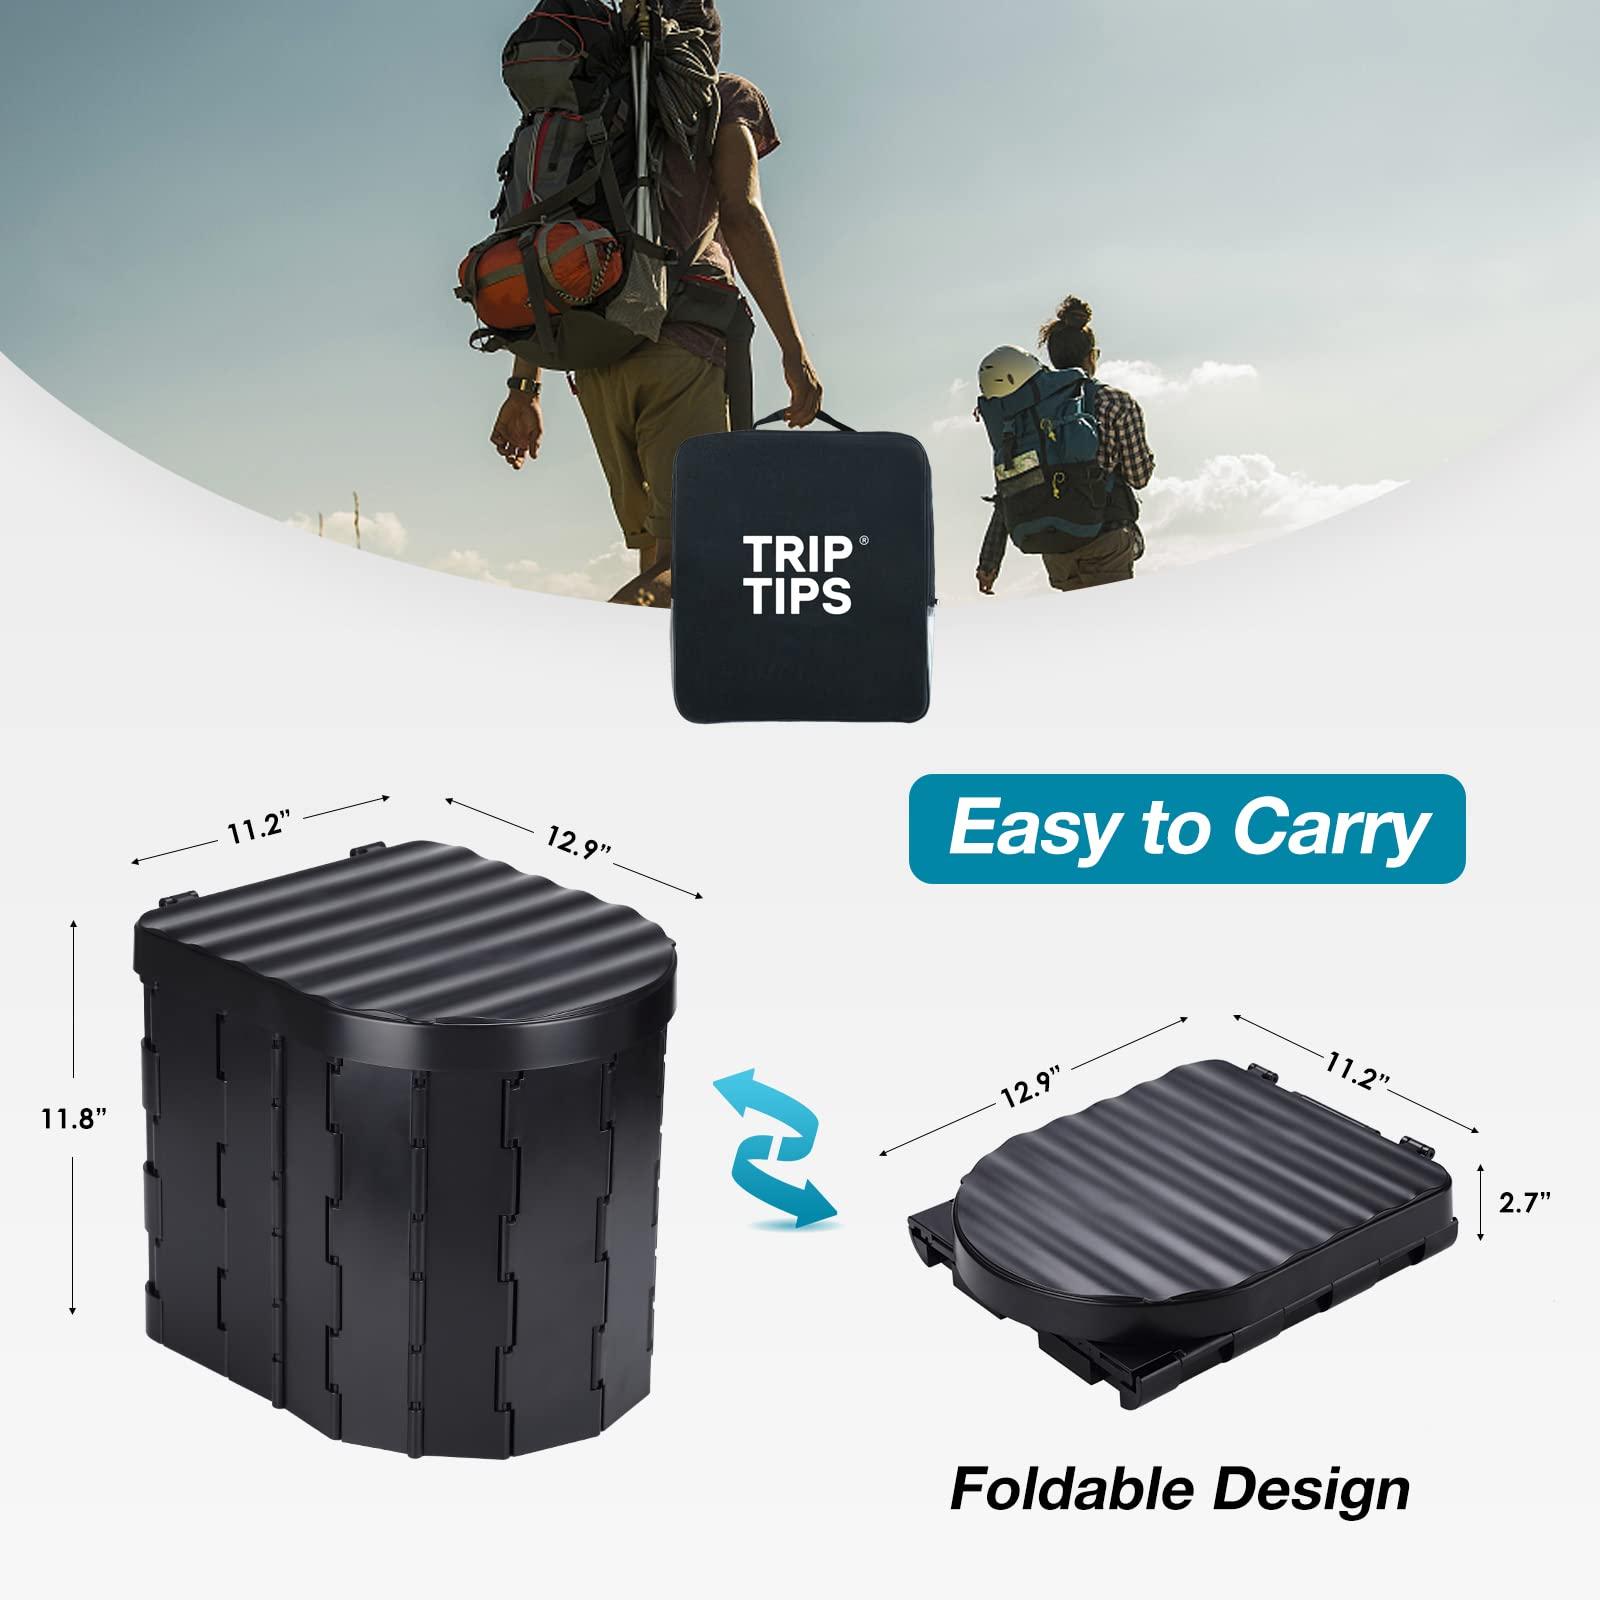 TRIP®
TIPS
Easy to Carry
11.2”
12.9”
11.8”
12.9”
11.2”
2.7”
Foldable Design